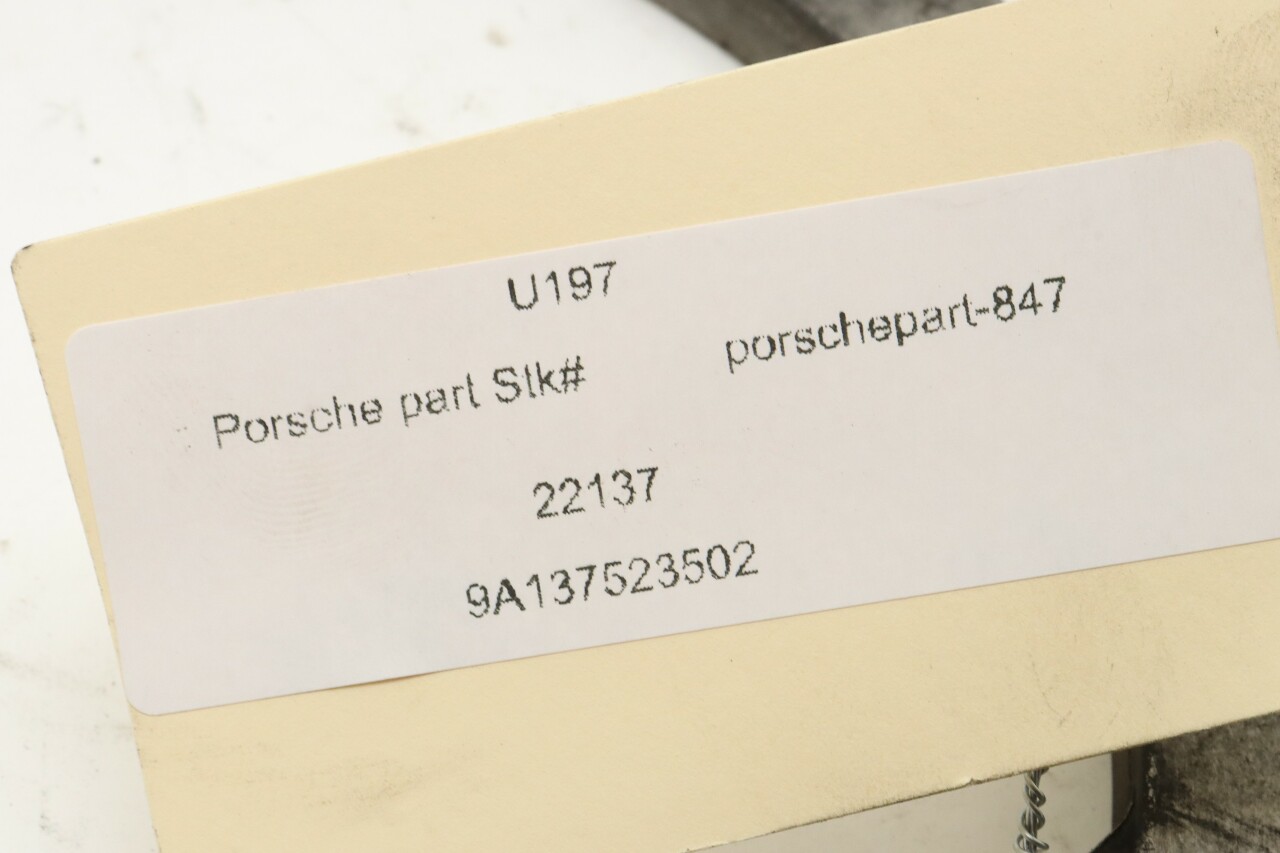 U197
Porsche part Stk# porschepart-847
22137
9A137523502